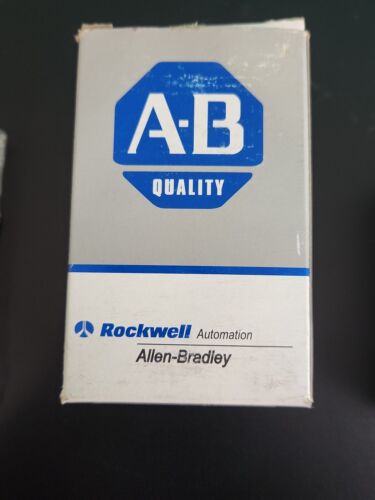 A-B
QUALITY
Rockwell Automation
Allen-Bradley